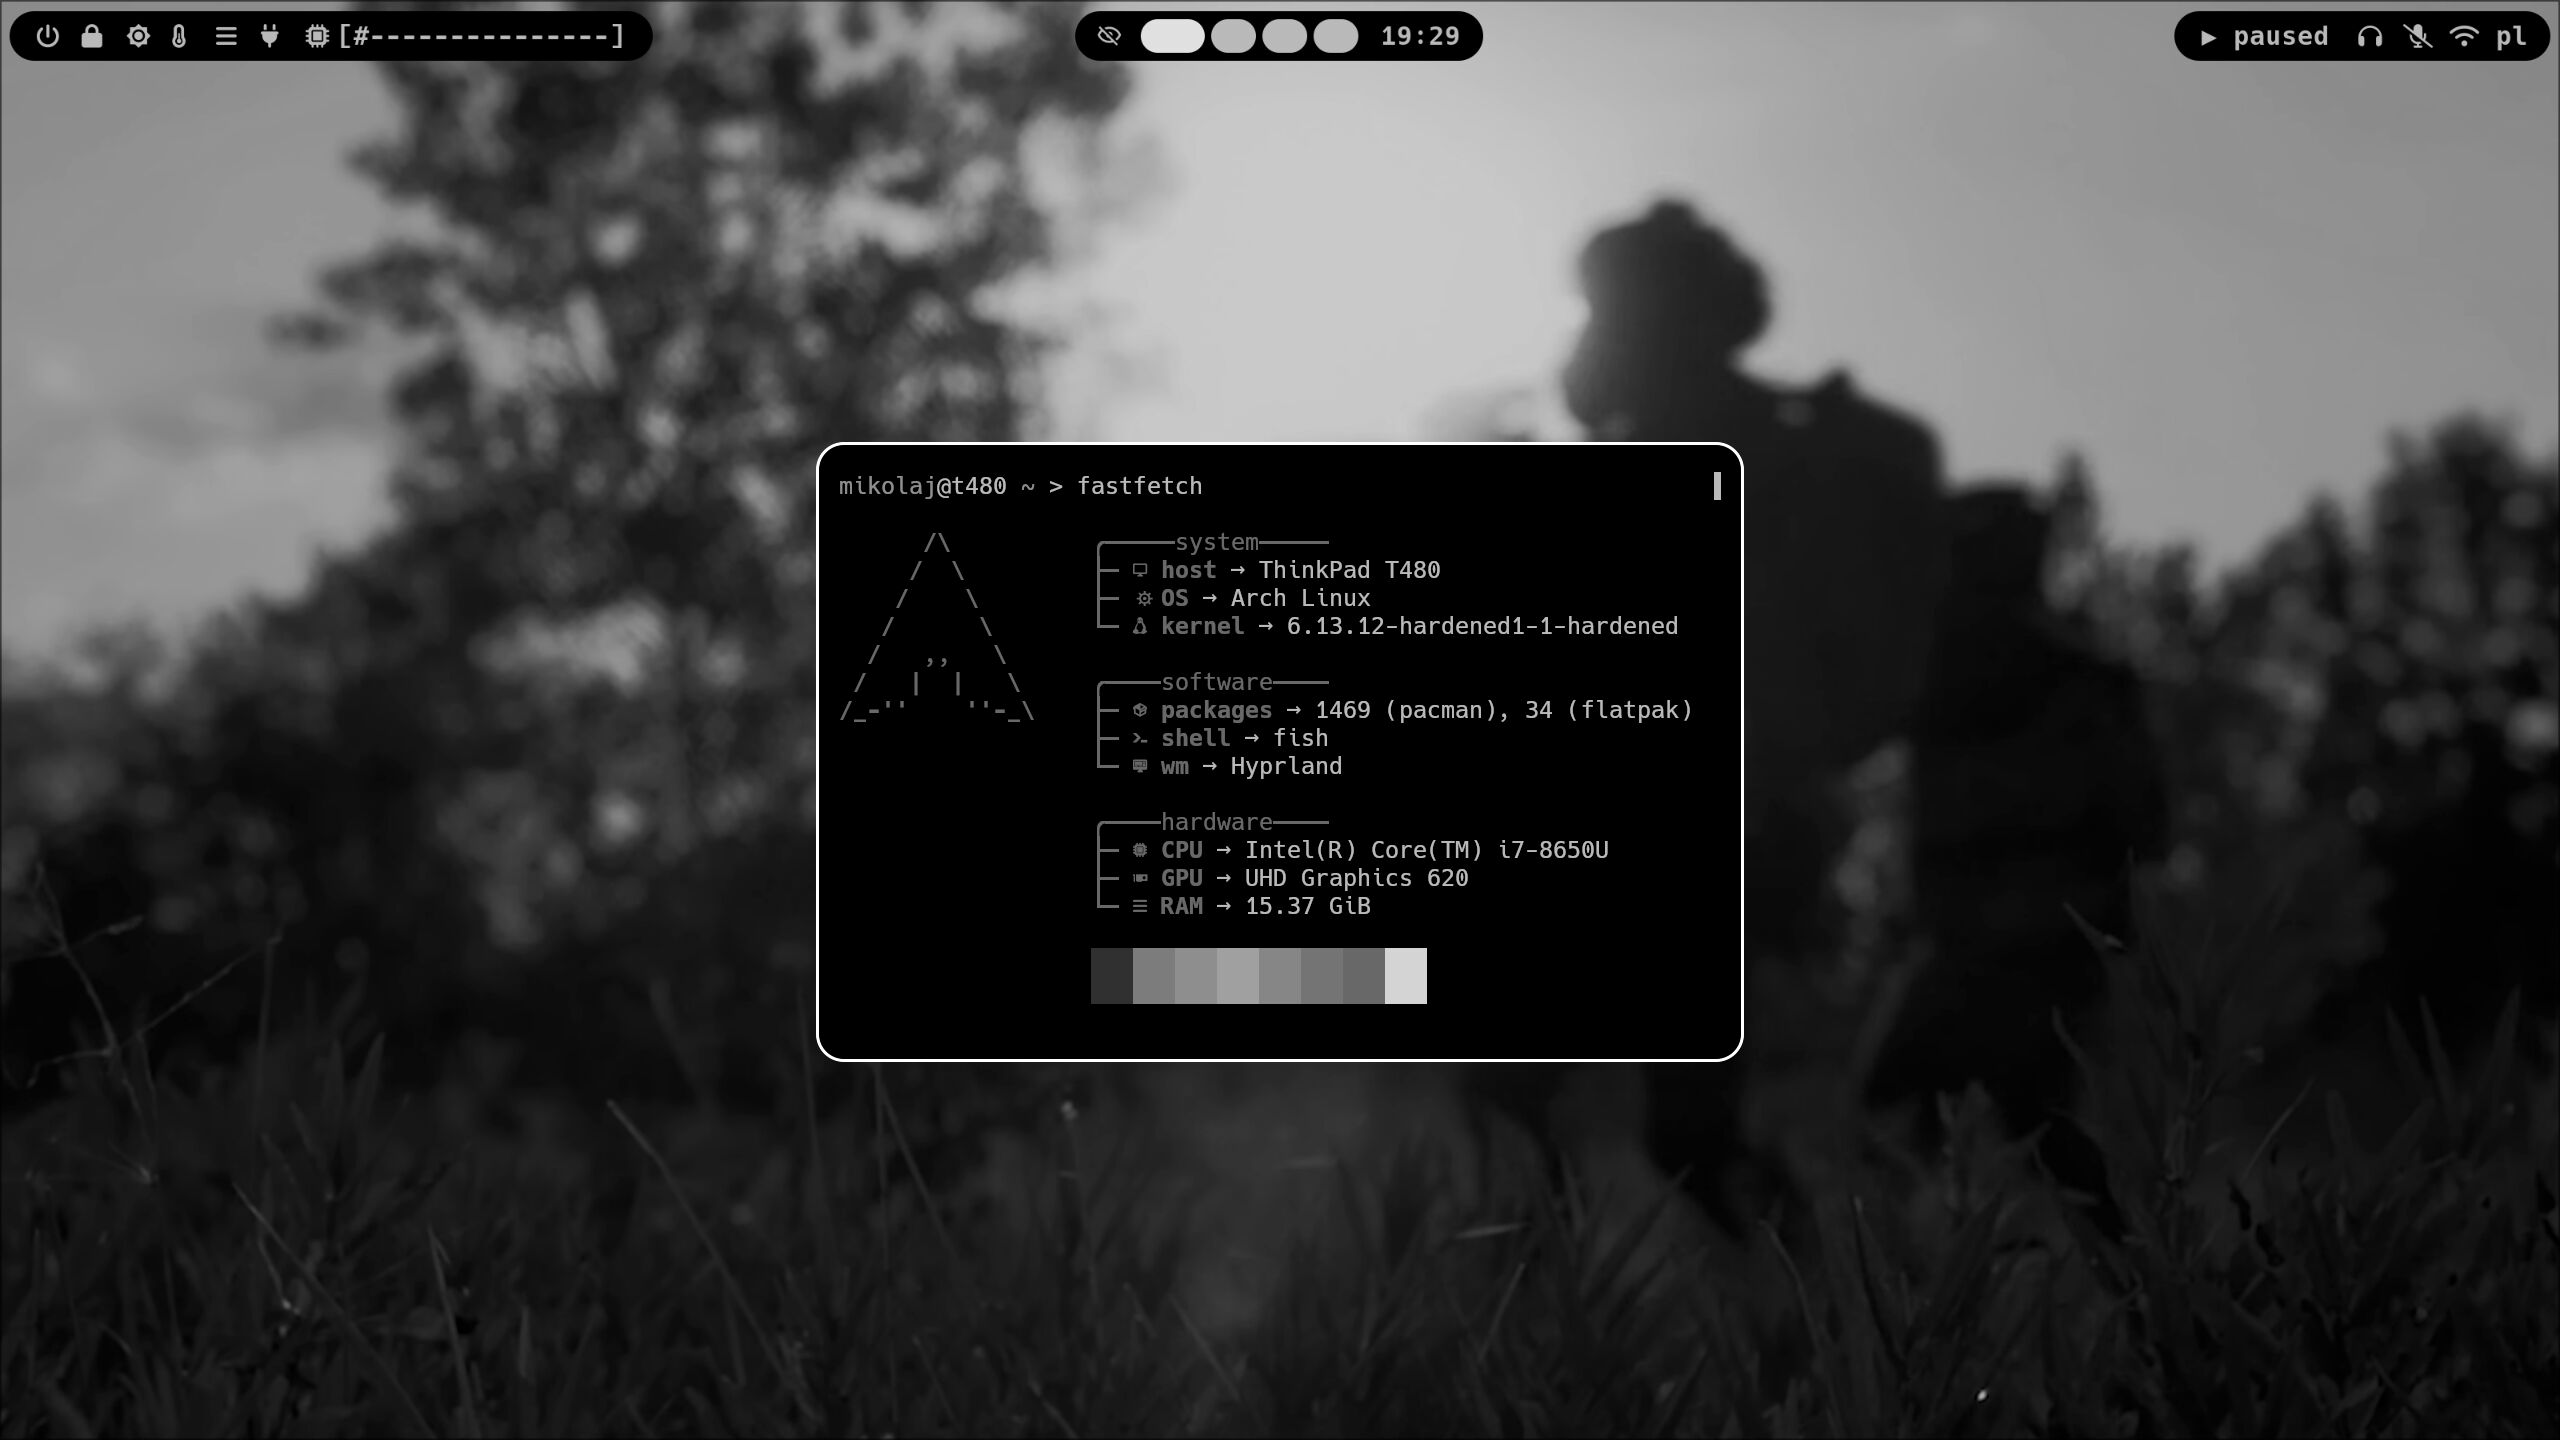 [#---------------]
19:29
▶ paused pl
mikolaj@t480 ~ > fastfetch
system
host → ThinkPad T480
OS → Arch Linux
kernel → 6.13.12-hardened1-1-hardened
software
packages → 1469 (pacman), 34 (flatpak)
shell → fish
wm → Hyprland
hardware
CPU → Intel(R) Core(TM) i7-8650U
GPU → UHD Graphics 620
RAM → 15.37 GiB